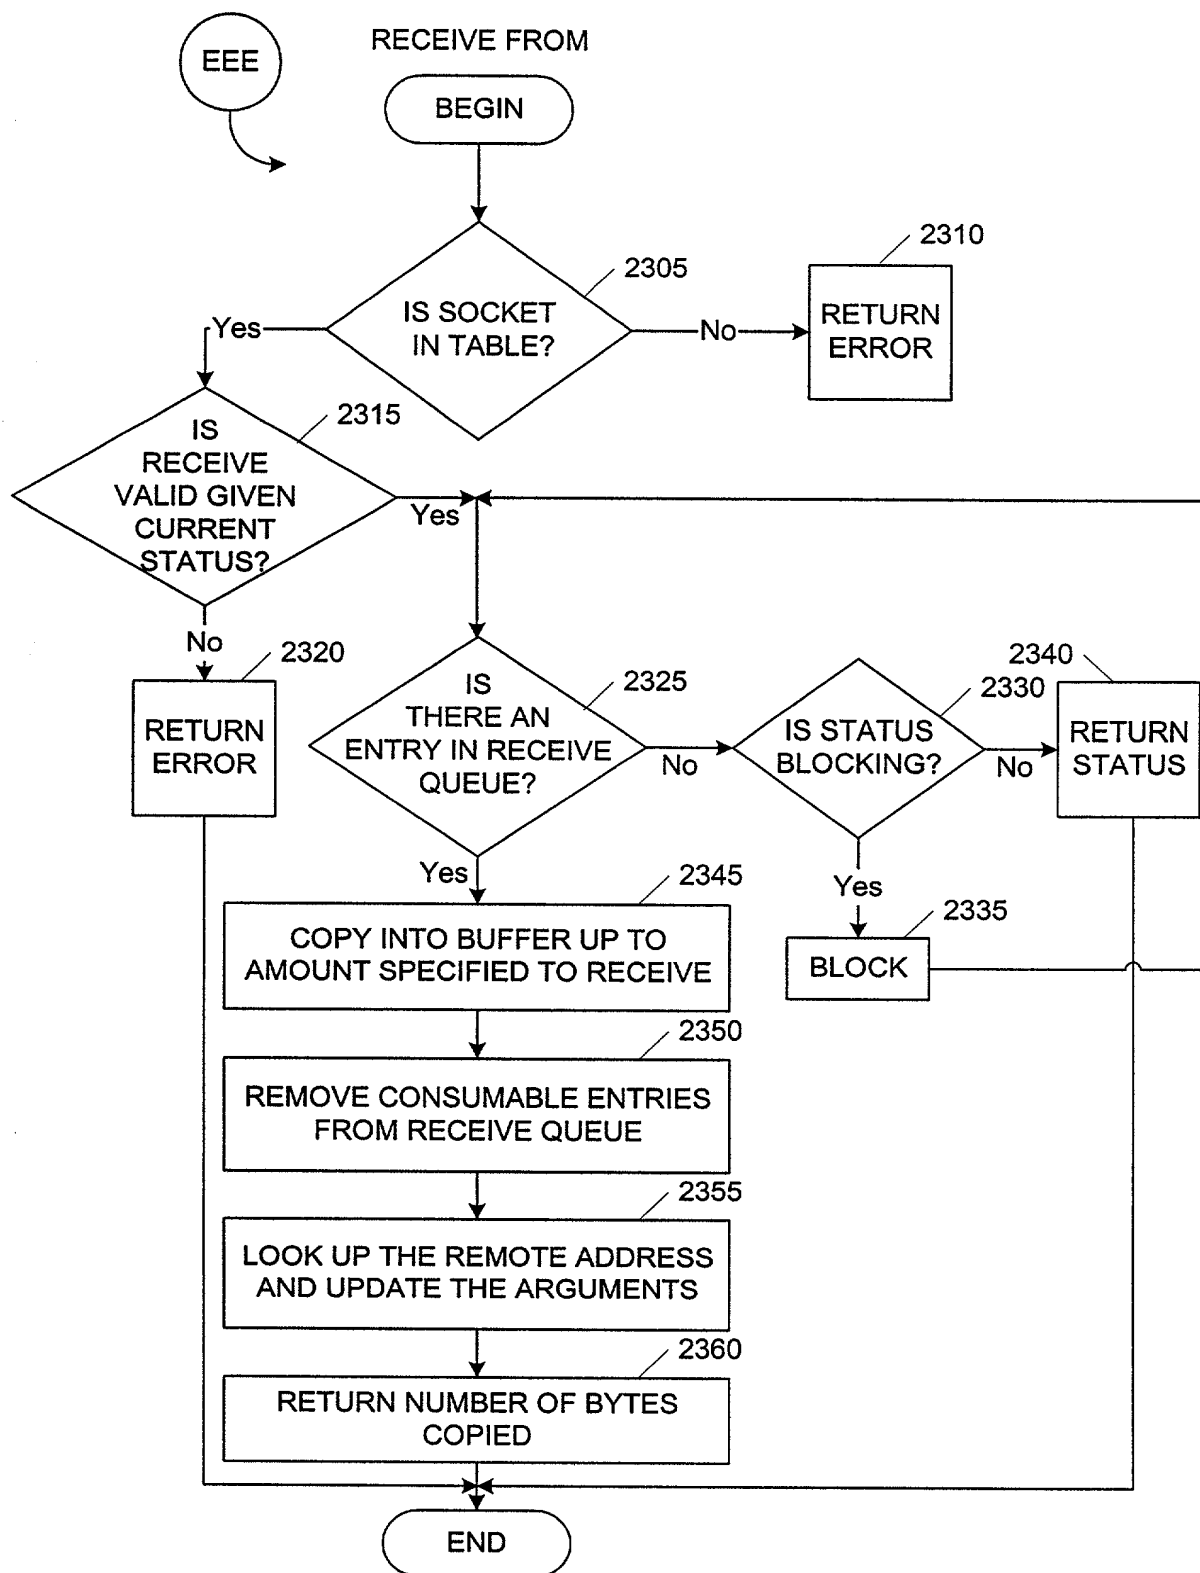 EEE
RECEIVE FROM
BEGIN
2305
2310
IS SOCKET
IN TABLE?
Yes
No
RETURN
ERROR
2315
IS
RECEIVE
VALID GIVEN
CURRENT
STATUS?
Yes
No
2320
RETURN
ERROR
2325
IS
THERE AN
ENTRY IN RECEIVE
QUEUE?
No
2330
IS STATUS
BLOCKING?
No
2340
RETURN
STATUS
Yes
Yes
2335
BLOCK
2345
COPY INTO BUFFER UP TO
AMOUNT SPECIFIED TO RECEIVE
2350
REMOVE CONSUMABLE ENTRIES
FROM RECEIVE QUEUE
2355
LOOK UP THE REMOTE ADDRESS
AND UPDATE THE ARGUMENTS
2360
RETURN NUMBER OF BYTES
COPIED
END